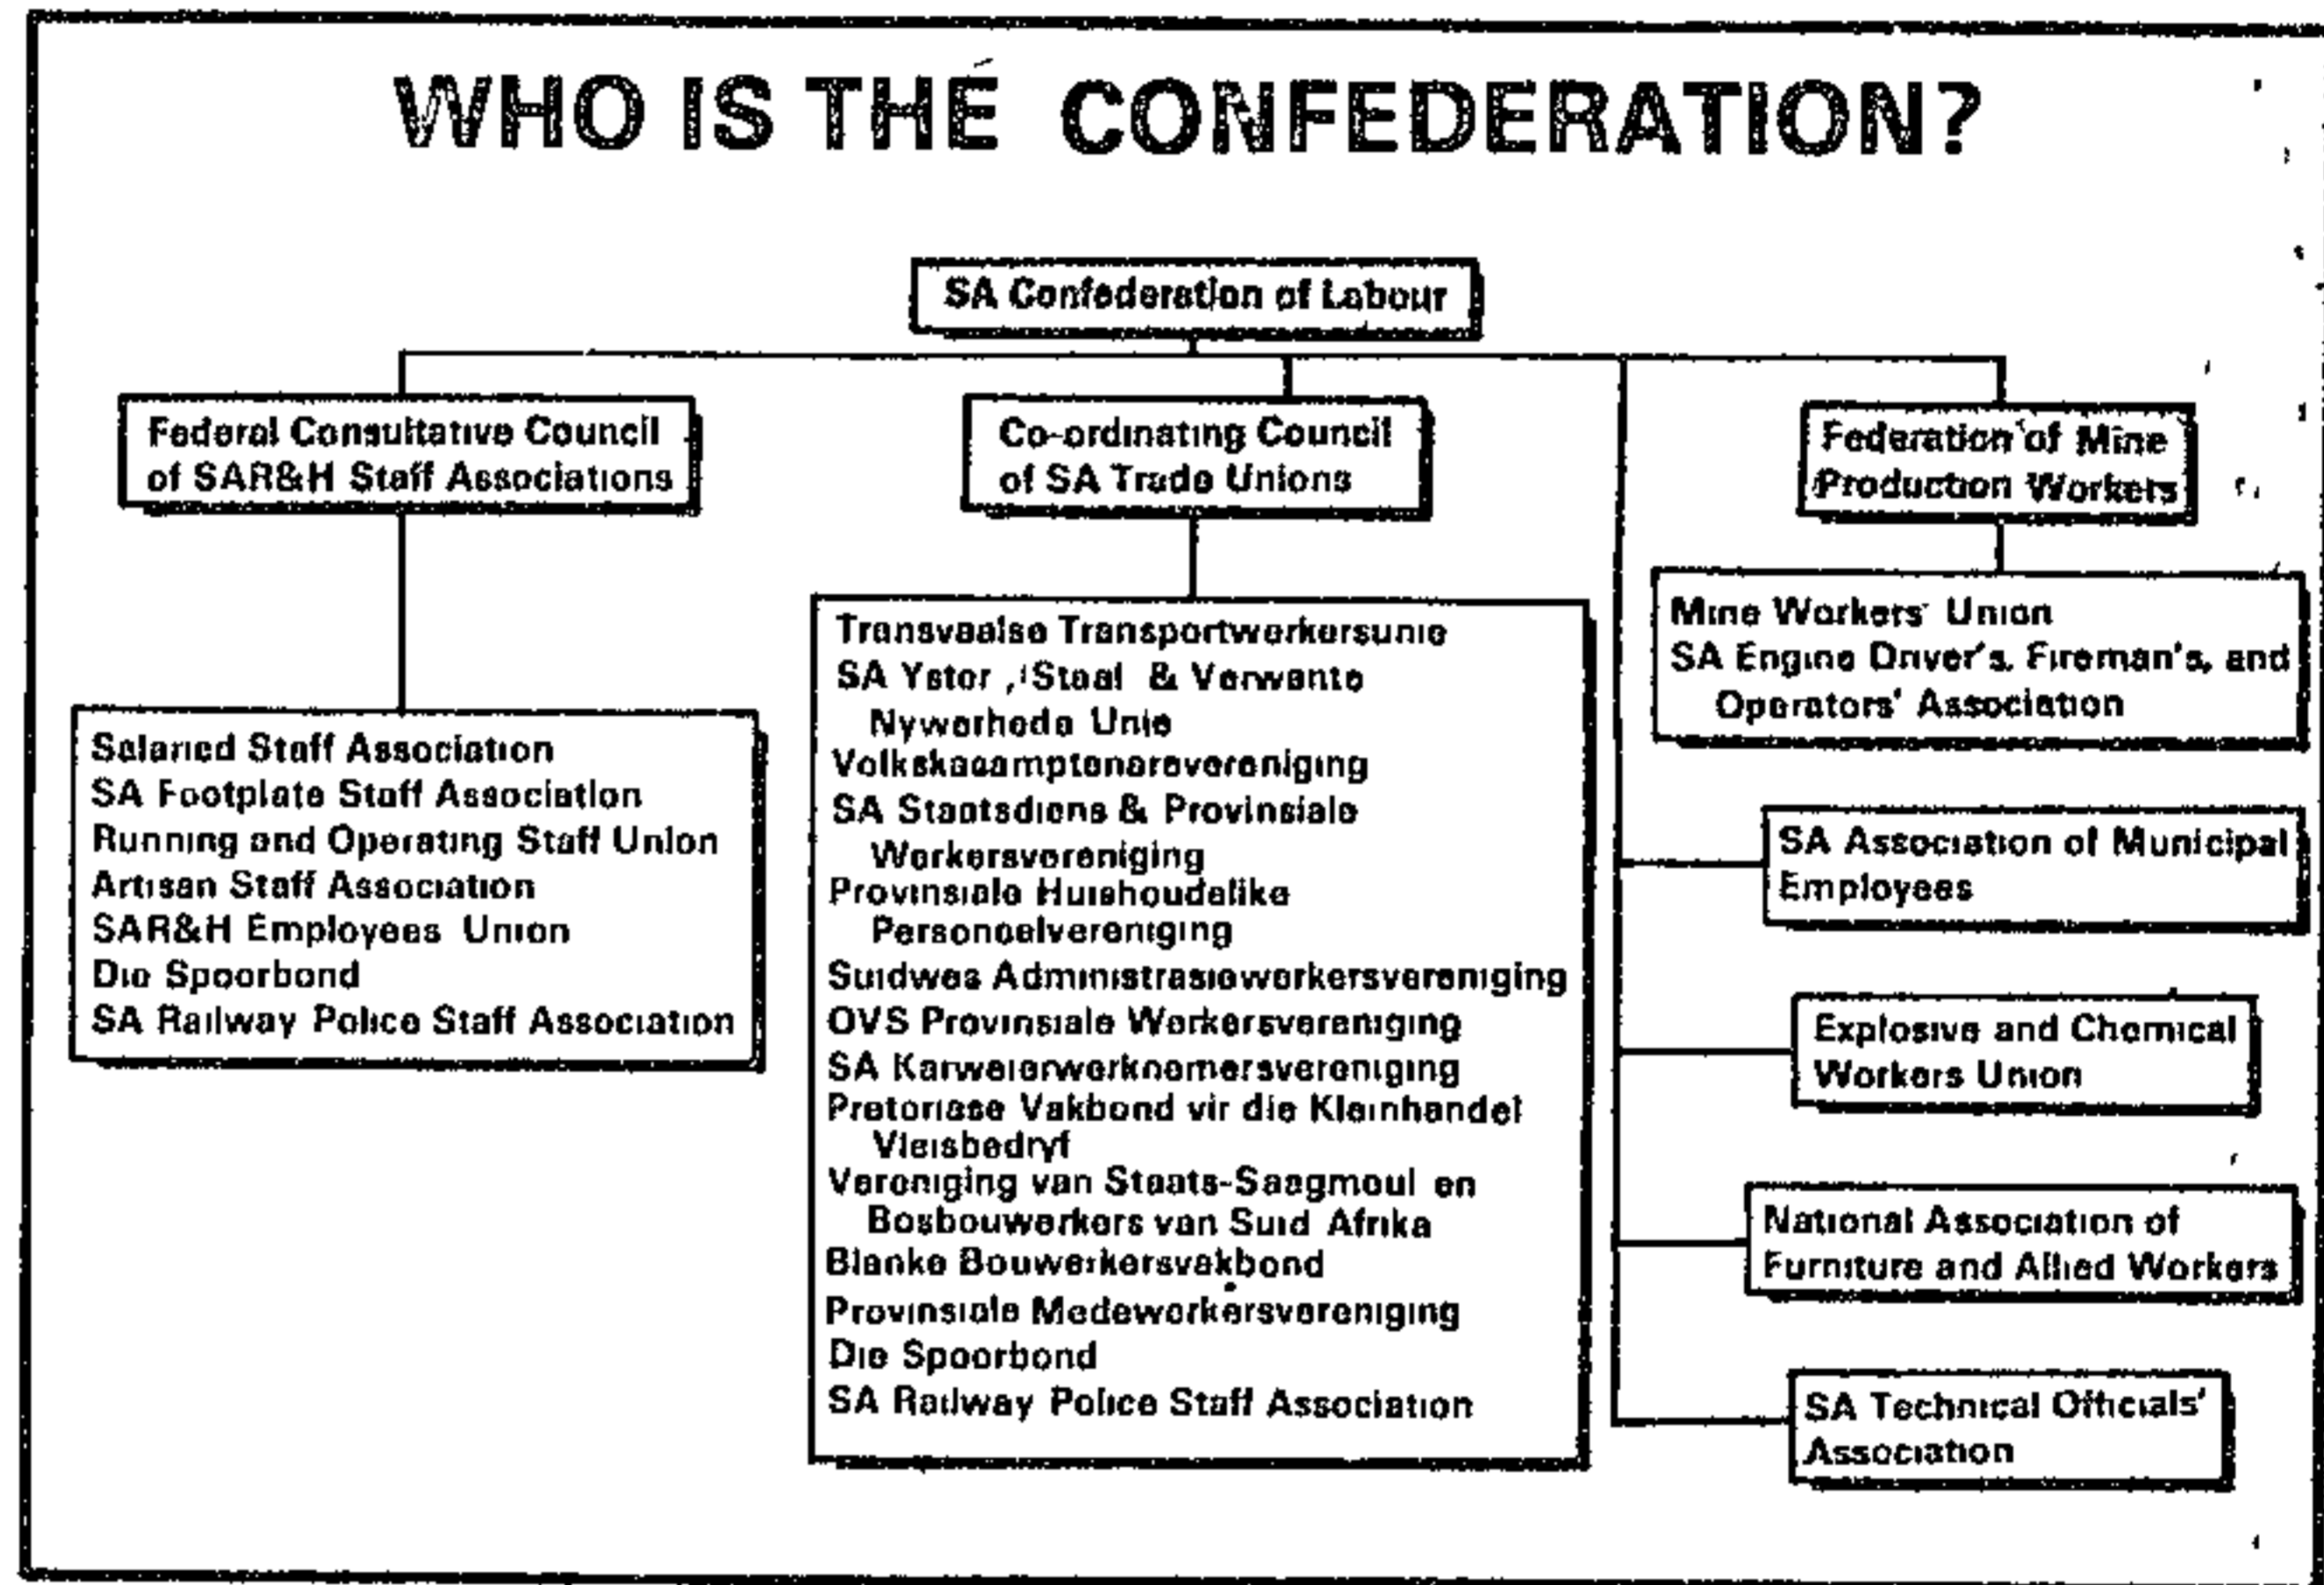 WHO IS THE CONFEDERATION?
SA Confederation of Labour
Federal Consultative Council
of SAR&H Staff Associations
Salaried Staff Association
SA Footplate Staff Association
Running and Operating Staff Union
Artisan Staff Association
SAR&H Employees Union
Die Spoorbond
SA Railway Police Staff Association
Co-ordinating Council
of SA Trade Unions
Transvaalse Transportwerkersunie
SA Yster, Staal & Verwante
Nywerhede Unie
Volkskasamptenarevereniging
SA Staatsdiens & Provinsiale
Werkersvereniging
Provinsiale Huishoudelike
Personeelvereniging
Suidwes Administrasiewerkersvereniging
OVS Provinsiale Werkersvereniging
SA Karweierwerknemersvereniging
Pretoriase Vakbond vir die Kleinhandel
Vleisbedryf
Vereniging van Staats-Saagmeul en
Bosbouwerkers van Suid Afrika
Blanke Bouwerkersvakbond
Provinsiale Medewerkersvereniging
Die Spoorbond
SA Railway Police Staff Association
Federation of Mine
Production Workers
Mine Workers' Union
SA Engine Driver's, Fireman's, and
Operators' Association
SA Association of Municipal
Employees
Explosive and Chemical
Workers Union
National Association of
Furniture and Allied Workers
SA Technical Officials'
Association